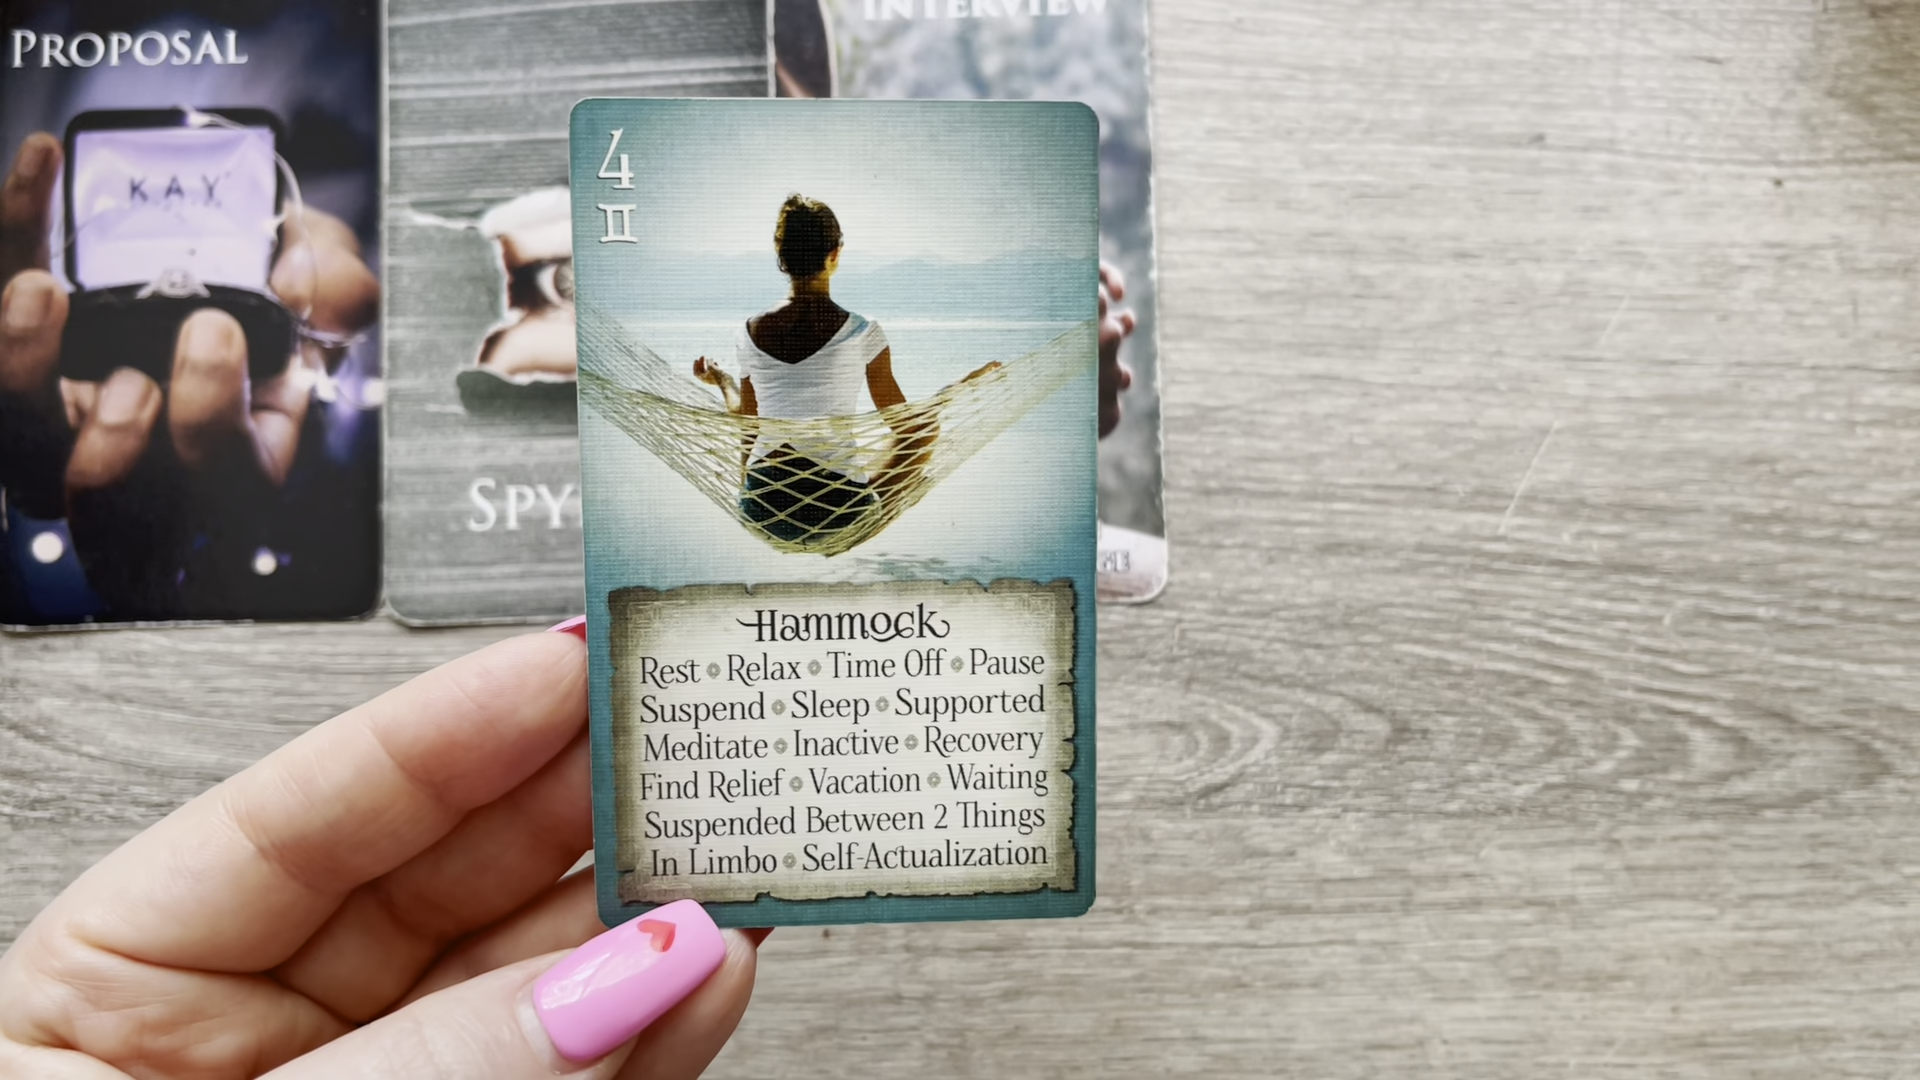 PROPOSAL
KAY
SPY
INTERVIEW
4
Hammock
Rest • Relax • Time Off • Pause
Suspend • Sleep • Supported
Meditate • Inactive • Recovery
Find Relief • Vacation • Waiting
Suspended Between 2 Things
In Limbo • Self-Actualization